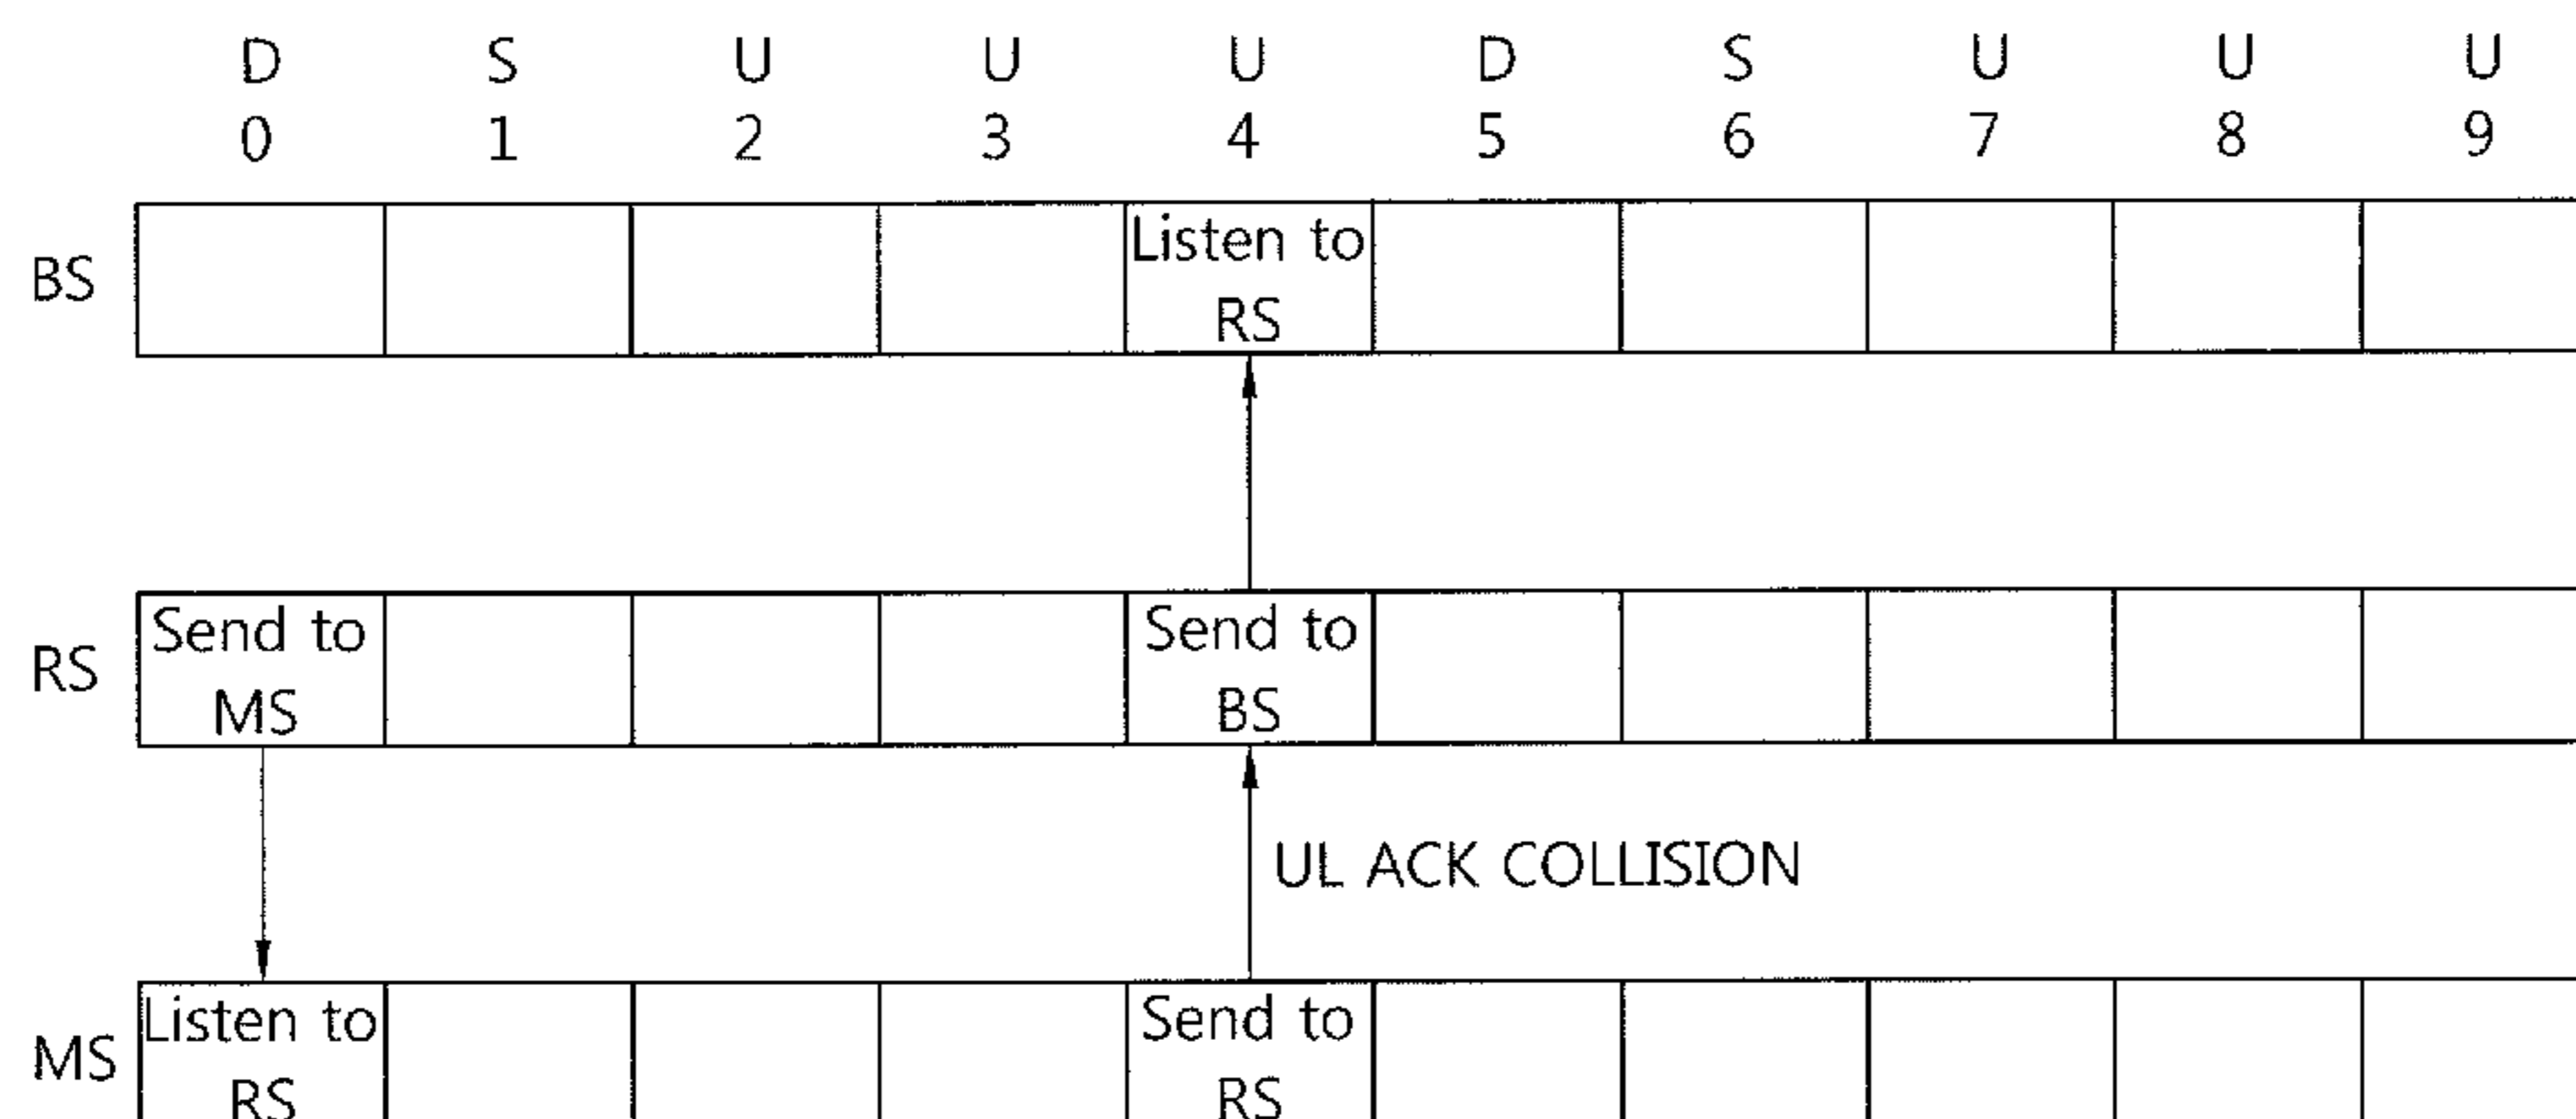 D S U U U D S U U U
0 1 2 3 4 5 6 7 8 9
BS
Listen to
RS
RS
Send to
MS
Send to
BS
UL ACK COLLISION
MS
Listen to
RS
Send to
RS